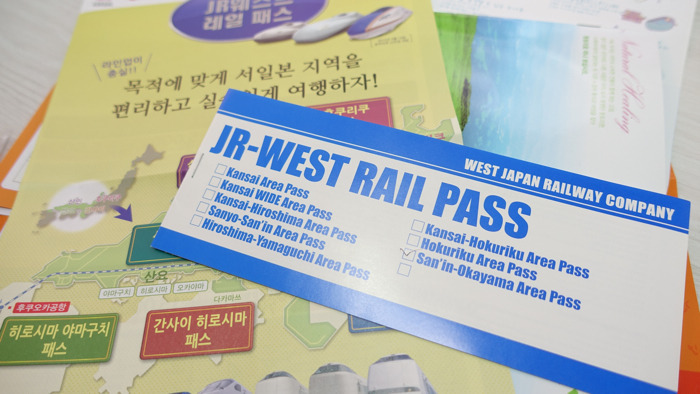 JR웨스트
레일 패스
라인업이
충실!!
목적에 맞게 서일본 지역을
편리하고 실 여행하자!
JR-WEST RAIL PASS
WEST JAPAN RAILWAY COMPANY
Kansai Area Pass
Kansai WIDE Area Pass
Kansai-Hiroshima Area Pass
Sanyo-San'in Area Pass
Hiroshima-Yamaguchi Area Pass
Kansai-Hokuriku Area Pass
Hokuriku Area Pass
San'in-Okayama Area Pass
Natural Healing
산요
야마구치
히로시마
오카야마
다카마쓰
후쿠오카공항
히로시마 야마구치
패스
간사이 히로시마
패스